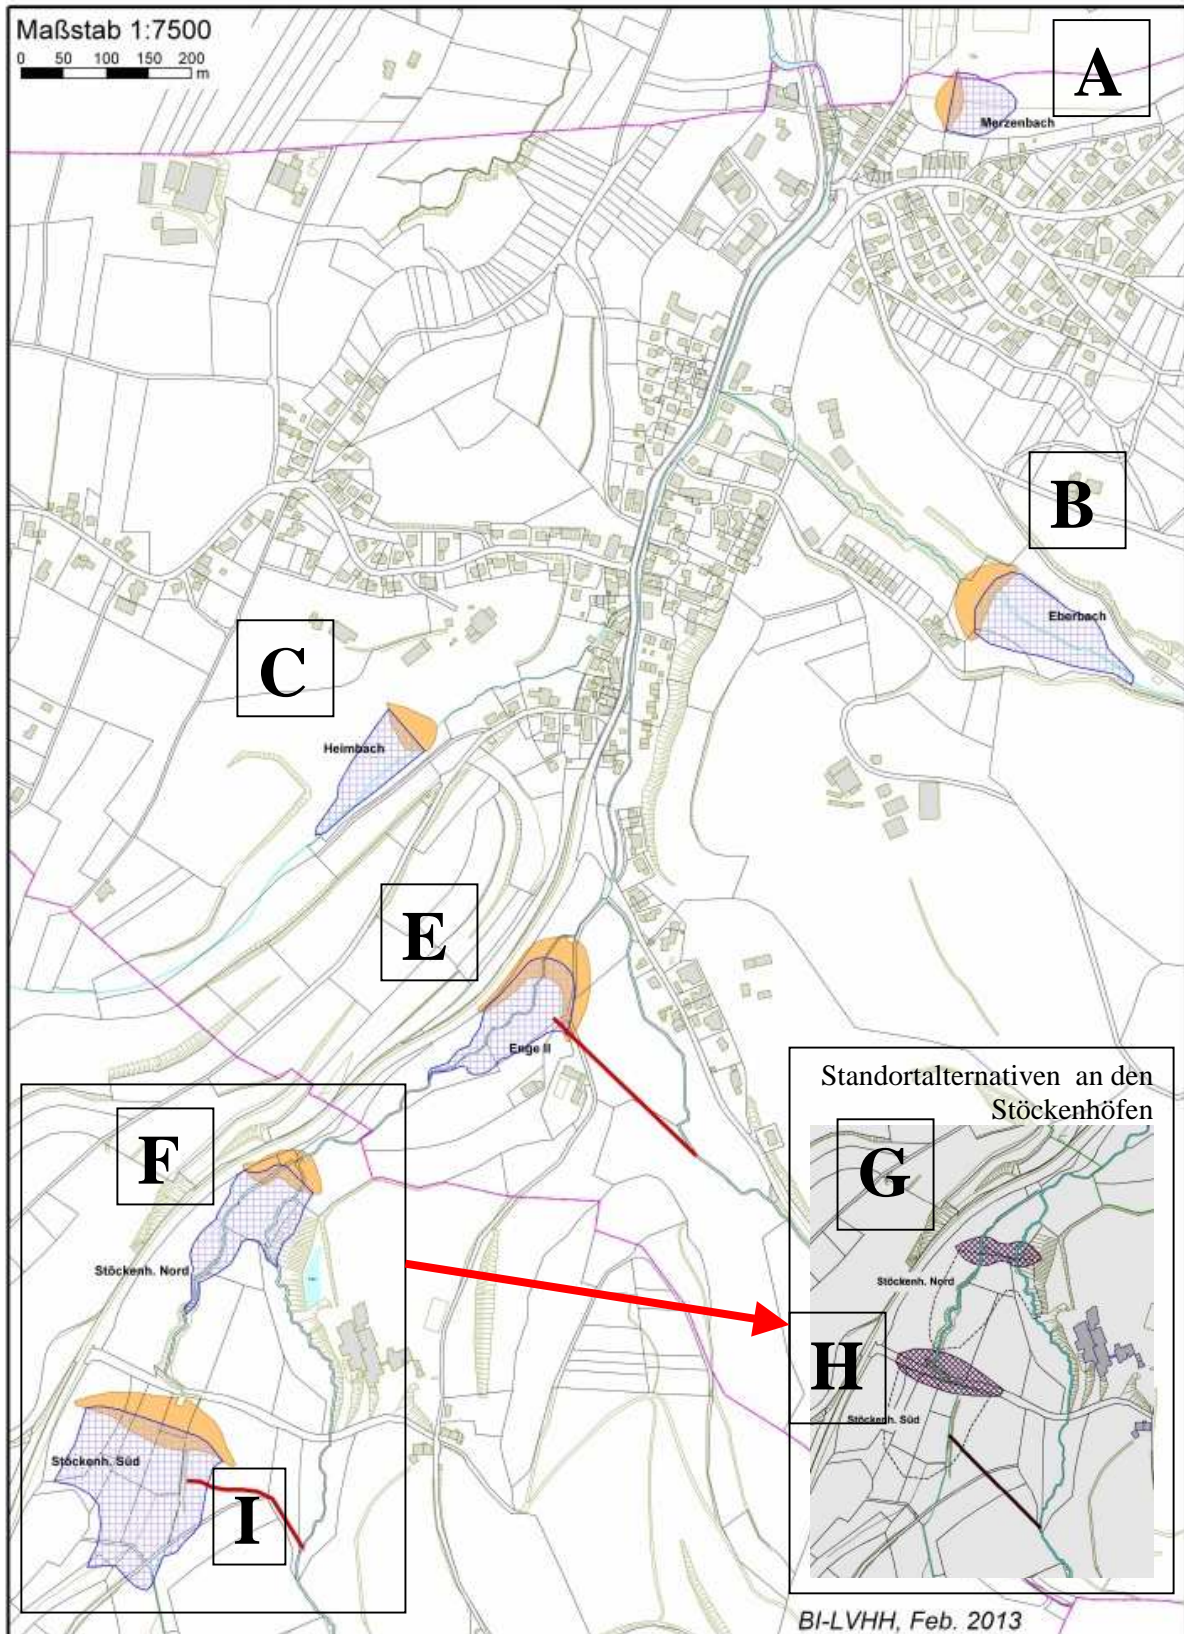 Maßstab 1:7500
0 50 100 150 200
m
A
Merzenbach
B
Eberbach
C
Heimbach
E
Enge II
Standortalternativen an den
Stöckenhöfen
F
G
Stöckenh. Nord
Stöckenh. Nord
H
Stöckenh. Süd
Stöckenh. Süd
I
BI-LVHH, Feb. 2013